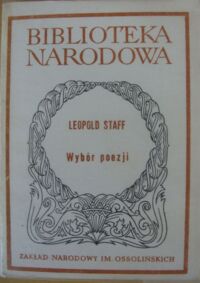 BIBLIOTEKA
NARODOWA
LEOPOLD STAFF
Wybór poezji
ZAKŁAD NARODOWY IM. OSSOLIŃSKICH